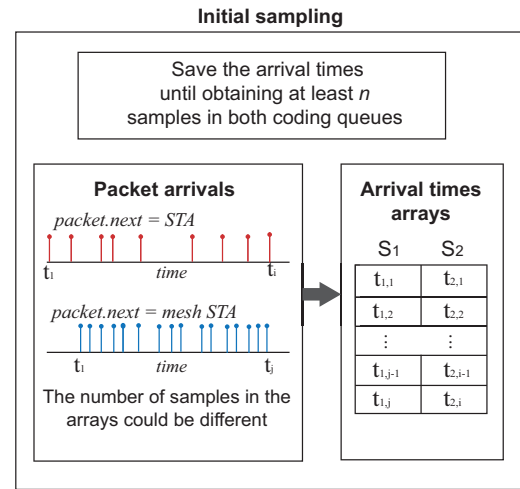 Initial sampling
Save the arrival times
until obtaining at least n
samples in both coding queues
Packet arrivals
packet.next = STA
t1 time ti
packet.next = mesh STA
t1 time tj
The number of samples in the
arrays could be different
Arrival times
arrays
S1 S2
t1,1 t2,1
t1,2 t2,2
⋮ ⋮
t1,j-1 t2,i-1
t1,j t2,i